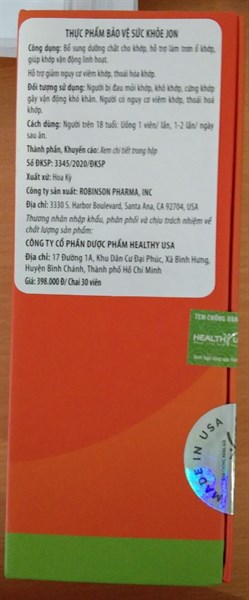 THỰC PHẨM BẢO VỆ SỨC KHỎE JON
Công dụng: Bổ sung dưỡng chất cho khớp, hỗ trợ làm trơn ổ khớp,
giúp khớp vận động linh hoạt.
Hỗ trợ giảm nguy cơ viêm khớp, thoái hóa khớp.
Đối tượng sử dụng: Người bị đau mỏi khớp, khô khớp, cứng khớp
gây vận động khó khăn. Người có nguy cơ viêm khớp, thoái hoá
khớp.
Cách dùng: Người trên 18 tuổi: Uống 1 viên/ lần, 1-2 lần/ ngày
sau ăn.
Thành phần, Khuyến cáo: Xem chi tiết trong hộp
Số ĐKSP: 3345/2020/ĐKSP
Xuất xứ: Hoa Kỳ
Công ty sản xuất: ROBINSON PHARMA, INC
Địa chỉ: 3330 S. Harbor Boulevard, Santa Ana, CA 92704, USA
Thương nhân nhập khẩu, phân phối và chịu trách nhiệm về
chất lượng sản phẩm:
CÔNG TY CỔ PHẦN DƯỢC PHẨM HEALTHY USA
Địa chỉ: 17 Đường 1A, Khu Dân Cư Đại Phúc, Xã Bình Hưng,
Huyện Bình Chánh, Thành phố Hồ Chí Minh
Giá: 398.000 Đ/ Chai 30 viên
TEM CHỐNG
HEALTHY
MADE IN USA